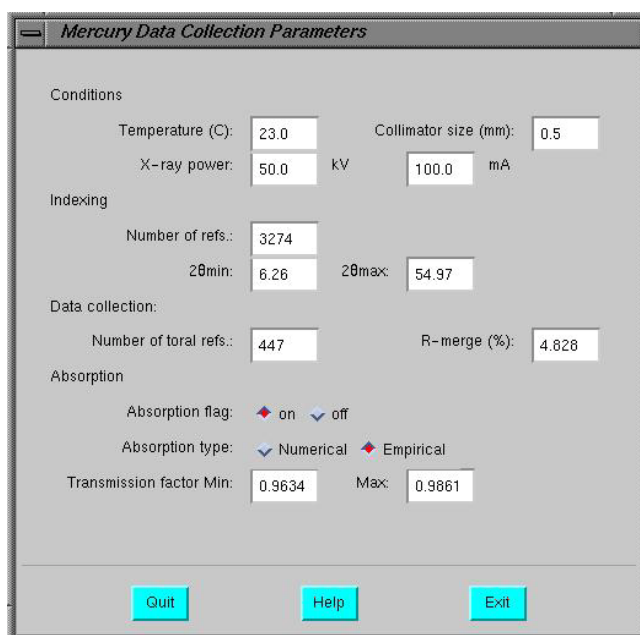 Mercury Data Collection Parameters
Conditions
Temperature (C): 23.0 Collimator size (mm): 0.5
X-ray power: 50.0 kV 100.0 mA
Indexing
Number of refs.: 3274
2θmin: 6.26 2θmax: 54.97
Data collection:
Number of toral refs.: 447 R-merge (%): 4.828
Absorption
Absorption flag: on off
Absorption type: Numerical Empirical
Transmission factor Min: 0.9634 Max: 0.9861
Quit Help Exit